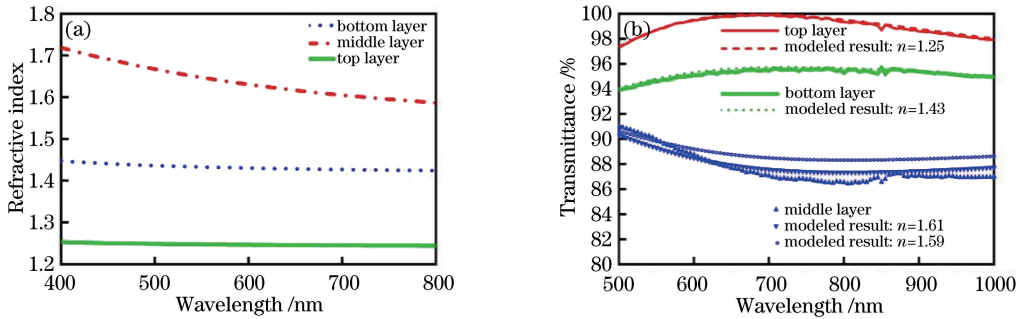 (a)
bottom layer
middle layer
top layer
Refractive index
1.8
1.7
1.6
1.5
1.4
1.3
1.2
400
500
600
700
800
Wavelength /nm
(b)
top layer
modeled result: n=1.25
bottom layer
modeled result: n=1.43
middle layer
modeled result: n=1.61
modeled result: n=1.59
Transmittance /%
100
98
96
94
92
90
88
86
84
82
80
500
600
700
800
900
1000
Wavelength /nm